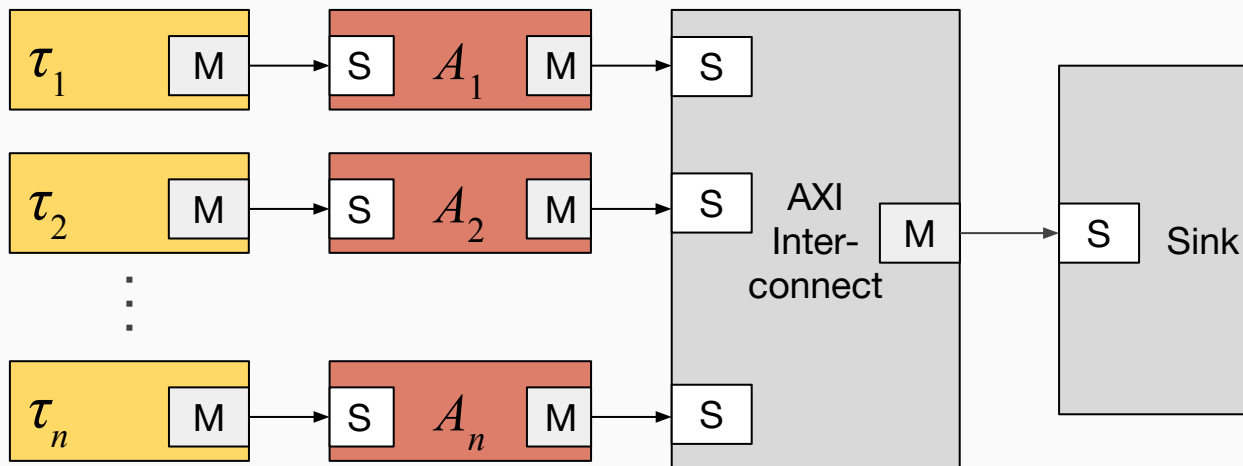 τ1 M S A1 M S
τ2 M S A2 M S
AXI
Inter-
connect
M S Sink
⋮
τn M S An M S